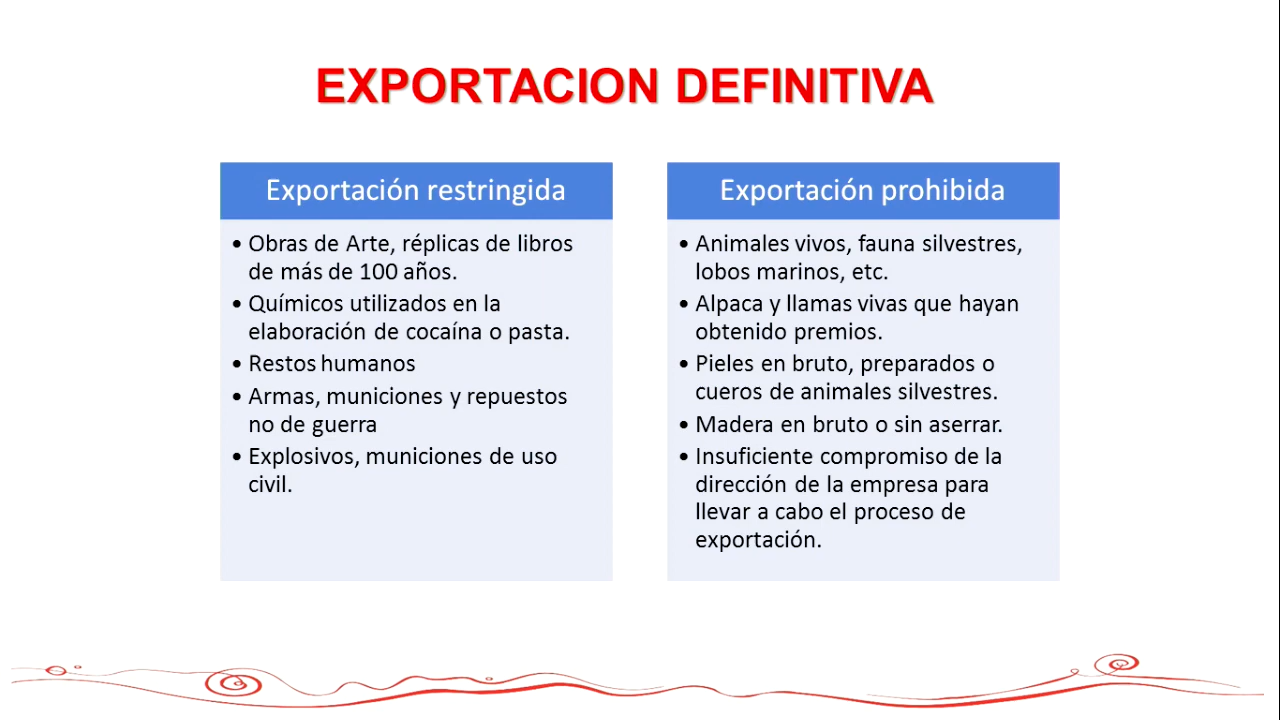 EXPORTACION DEFINITIVA
Exportación restringida
• Obras de Arte, réplicas de libros
de más de 100 años.
• Químicos utilizados en la
elaboración de cocaína o pasta.
• Restos humanos
• Armas, municiones y repuestos
no de guerra
• Explosivos, municiones de uso
civil.
Exportación prohibida
• Animales vivos, fauna silvestres,
lobos marinos, etc.
• Alpaca y llamas vivas que hayan
obtenido premios.
• Pieles en bruto, preparados o
cueros de animales silvestres.
• Madera en bruto o sin aserrar.
• Insuficiente compromiso de la
dirección de la empresa para
llevar a cabo el proceso de
exportación.